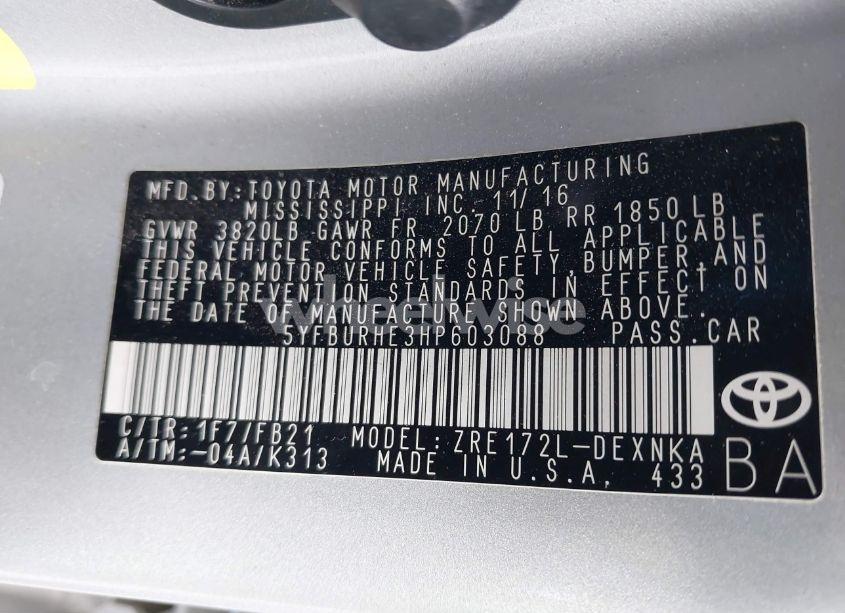 MFD. BY: TOYOTA MOTOR MANUFACTURING
MISSISSIPPI INC. 11/16
GVWR 3820LB GAWR FR 2070 LB RR 1850LB
THIS VEHICLE CONFORMS TO ALL APPLICABLE
FEDERAL MOTOR VEHICLE SAFETY, BUMPER, AND
THEFT PREVENTION STANDARDS IN EFFECT ON
THE DATE OF MANUFACTURE SHOWN ABOVE.
5YFBURHE3HP603088 PASS.CAR
C/TR: 1F7/FB21 MODEL: ZRE172L-DEXNKA
A/TM: -04A/K313 MADE IN U.S.A. 433 BA
wheelwise